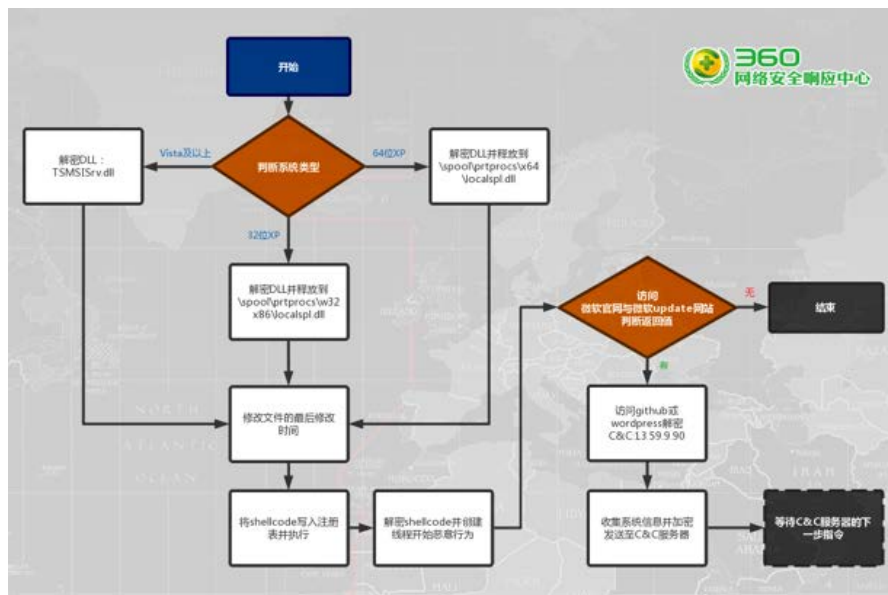 360
网络安全响应中心
开始
判断系统类型
Vista及以上
64位XP
32位XP
解密DLL：
TSMSISrv.dll
解密DLL并释放到
\spool\prtprocs\x64
\localspl.dll
解密DLL并释放到
\spool\prtprocs\w32
x86\localspl.dll
修改文件的最后修改
时间
将shellcode写入注册
表并执行
解密shellcode并创建
线程开始恶意行为
访问
微软官网与微软update网站
判断返回值
无
结束
有
访问github或
wordpress解密
C&C 13 59.9 90
收集系统信息并加密
发送至C&C服务器
等待C&C服务器的下
一步指令
NORTH
ATLANTIC
OCEAN